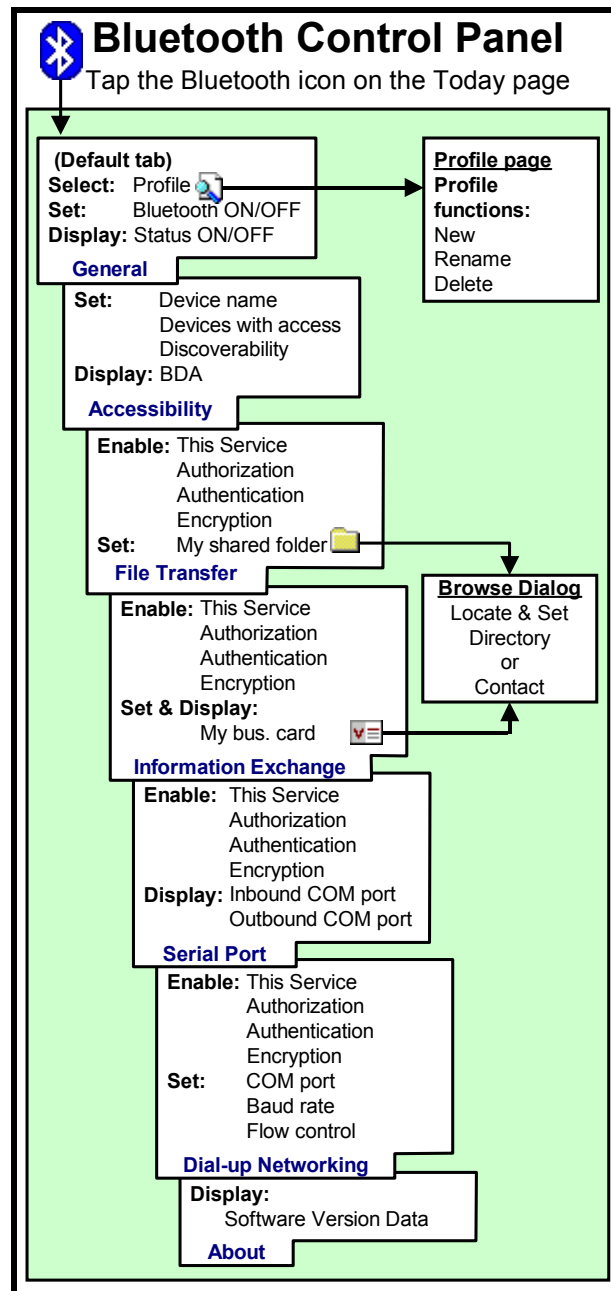 Bluetooth Control Panel
Tap the Bluetooth icon on the Today page
(Default tab)
Select: Profile
Set: Bluetooth ON/OFF
Display: Status ON/OFF
General
Profile page
Profile
functions:
New
Rename
Delete
Set: Device name
Devices with access
Discoverability
Display: BDA
Accessibility
Enable: This Service
Authorization
Authentication
Encryption
Set: My shared folder
File Transfer
Browse Dialog
Locate & Set
Directory
or
Contact
Enable: This Service
Authorization
Authentication
Encryption
Set & Display:
My bus. card
Information Exchange
Enable: This Service
Authorization
Authentication
Encryption
Display: Inbound COM port
Outbound COM port
Serial Port
Enable: This Service
Authorization
Authentication
Encryption
Set: COM port
Baud rate
Flow control
Dial-up Networking
Display:
Software Version Data
About